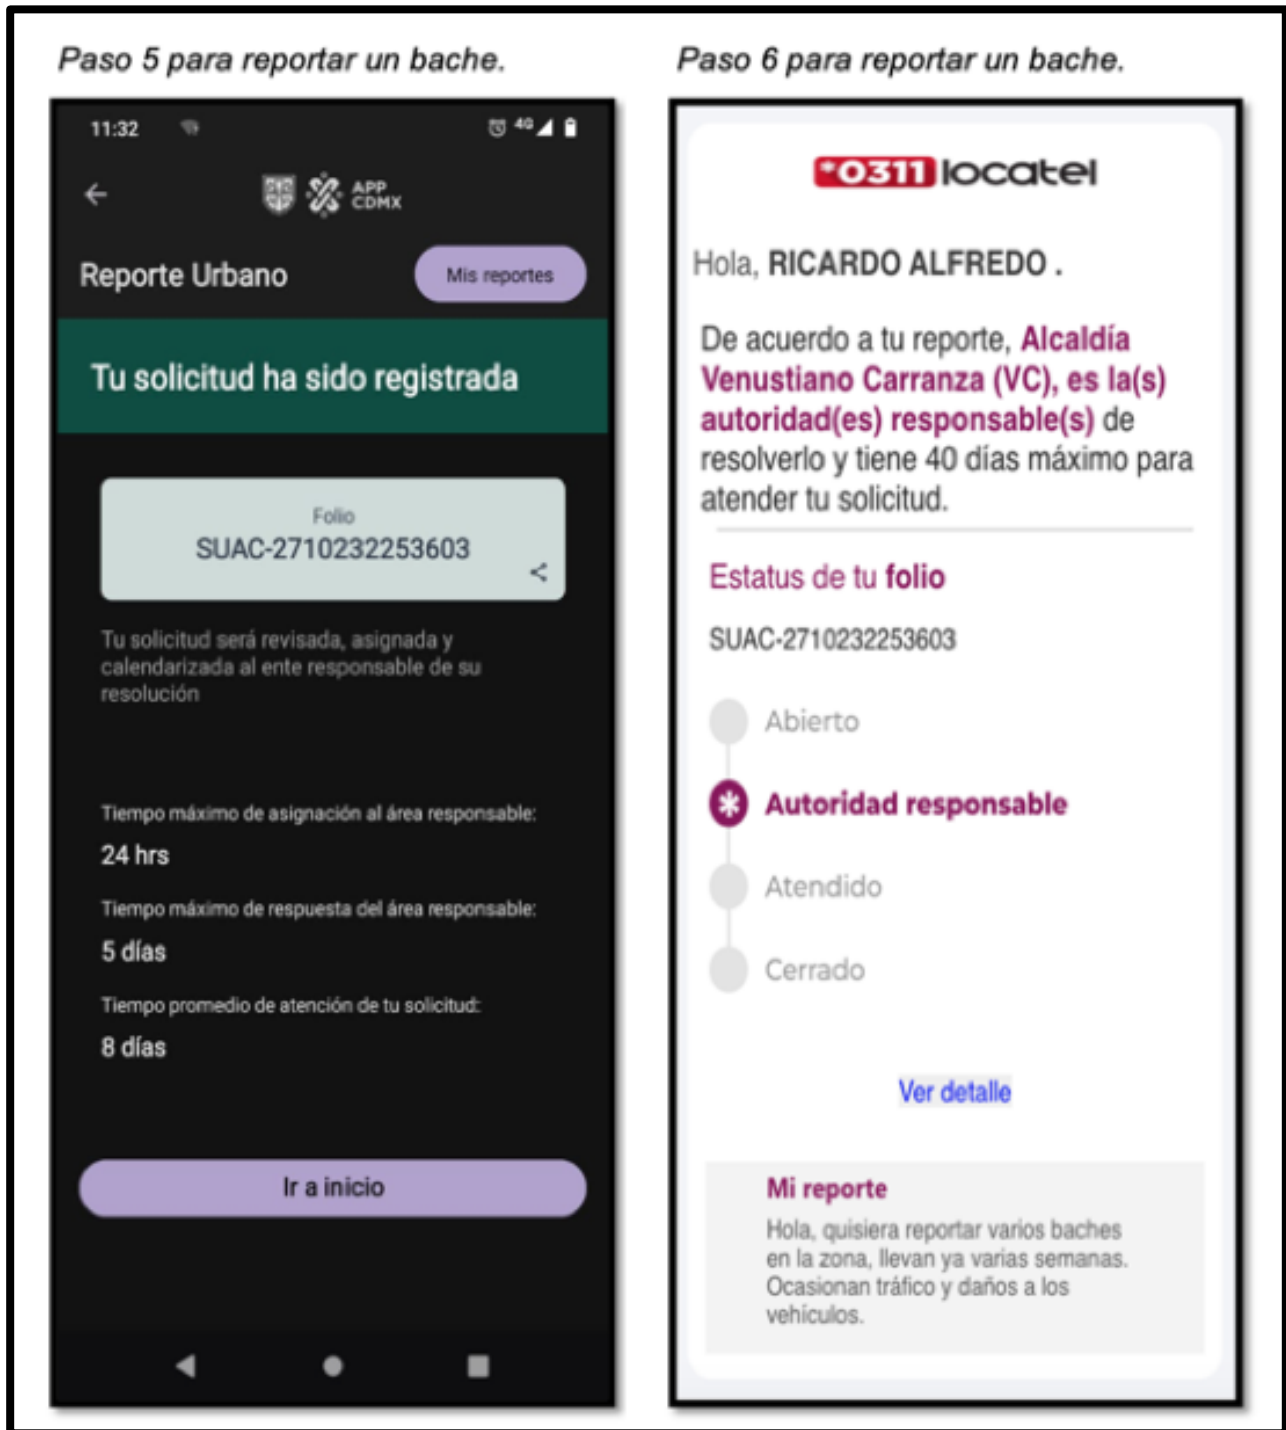 Paso 5 para reportar un bache.
11:32
4G
APP
CDMX
Reporte Urbano
Mis reportes
Tu solicitud ha sido registrada
Folio
SUAC-2710232253603
Tu solicitud será revisada, asignada y
calendarizada al ente responsable de su
resolución
Tiempo máximo de asignación al área responsable:
24 hrs
Tiempo máximo de respuesta del área responsable:
5 días
Tiempo promedio de atención de tu solicitud:
8 días
Ir a inicio
Paso 6 para reportar un bache.
*0311 locatel
Hola, RICARDO ALFREDO .
De acuerdo a tu reporte, Alcaldía
Venustiano Carranza (VC), es la(s)
autoridad(es) responsable(s) de
resolverlo y tiene 40 días máximo para
atender tu solicitud.
Estatus de tu folio
SUAC-2710232253603
Abierto
Autoridad responsable
Atendido
Cerrado
Ver detalle
Mi reporte
Hola, quisiera reportar varios baches
en la zona, llevan ya varias semanas.
Ocasionan tráfico y daños a los
vehículos.